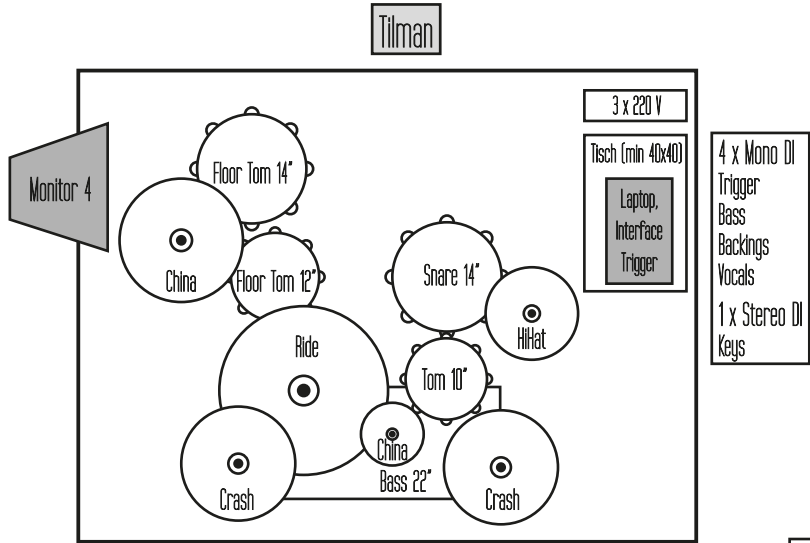 Tilman
3 x 220 V
Tisch (min 40x40)
Laptop,
Interface
Trigger
4 x Mono DI
Trigger
Bass
Backings
Vocals
1 x Stereo DI
Keys
Monitor 4
Floor Tom 14"
China
Floor Tom 12"
Snare 14"
HiHat
Ride
Tom 10"
China
Bass 22"
Crash
Crash